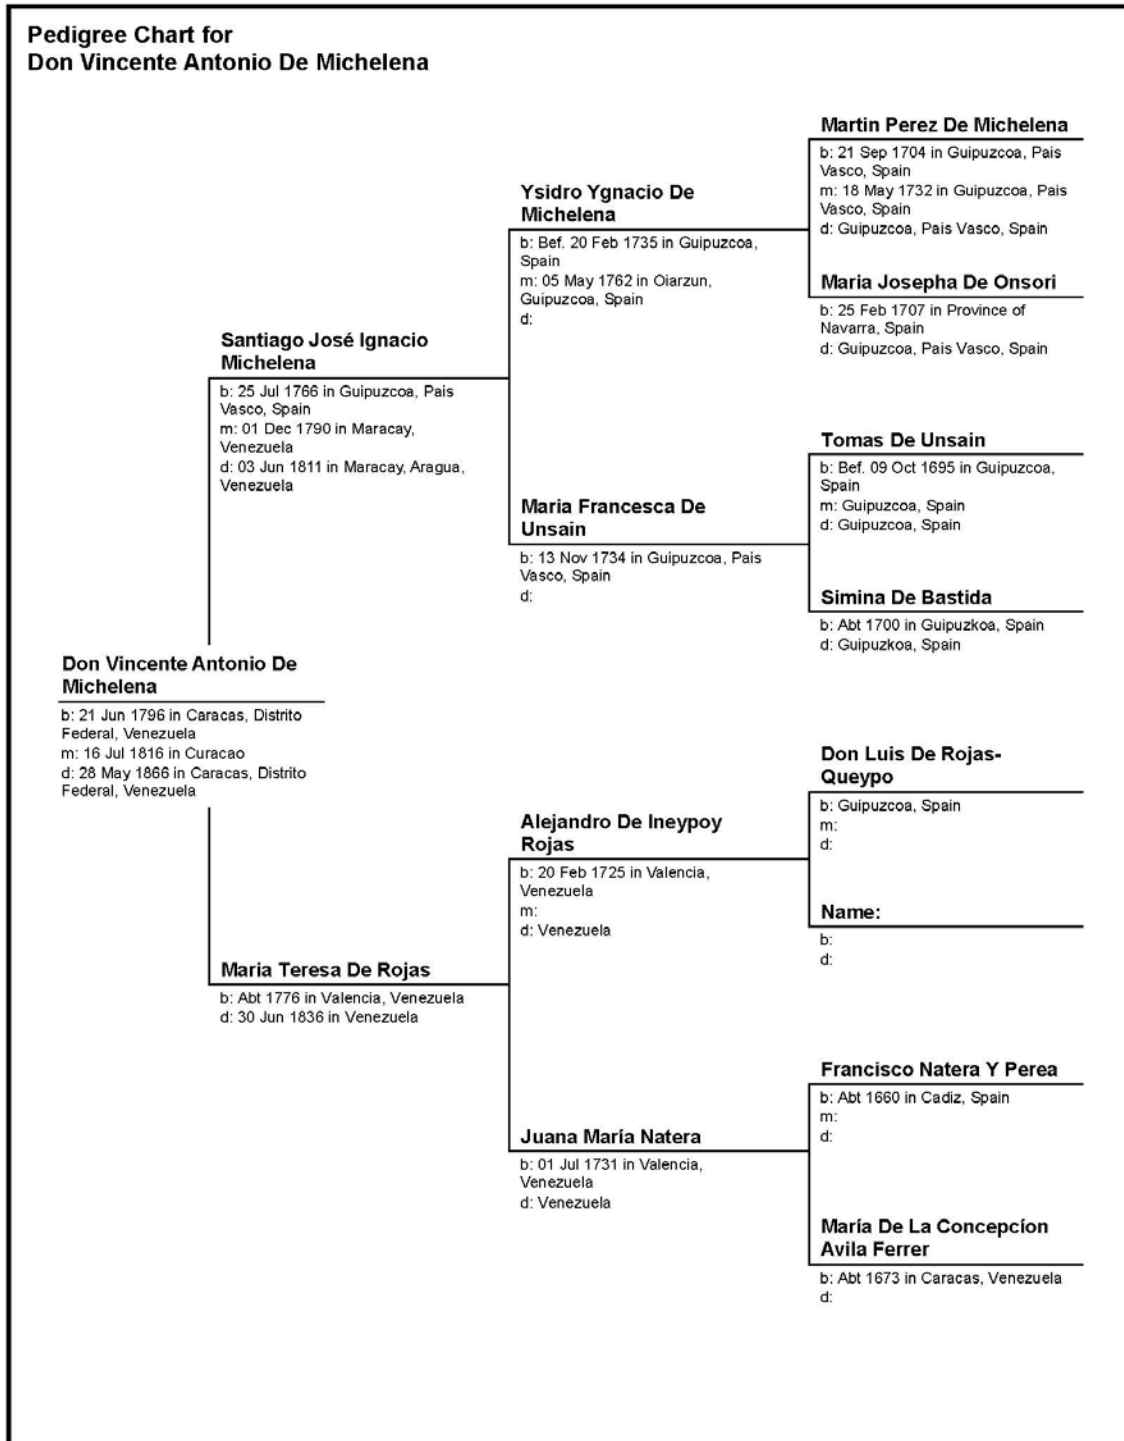 Pedigree Chart for
Don Vincente Antonio De Michelena
Martin Perez De Michelena
b: 21 Sep 1704 in Guipuzcoa, Pais
Vasco, Spain
m: 18 May 1732 in Guipuzcoa, Pais
Vasco, Spain
d: Guipuzcoa, Pais Vasco, Spain
Ysidro Ygnacio De
Michelena
b: Bef. 20 Feb 1735 in Guipuzcoa,
Spain
m: 05 May 1762 in Oiarzun,
Guipuzcoa, Spain
d:
Maria Josepha De Onsori
b: 25 Feb 1707 in Province of
Navarra, Spain
d: Guipuzcoa, Pais Vasco, Spain
Santiago José Ignacio
Michelena
b: 25 Jul 1766 in Guipuzcoa, Pais
Vasco, Spain
m: 01 Dec 1790 in Maracay,
Venezuela
d: 03 Jun 1811 in Maracay, Aragua,
Venezuela
Tomas De Unsain
b: Bef. 09 Oct 1695 in Guipuzcoa,
Spain
m: Guipuzcoa, Spain
d: Guipuzcoa, Spain
Maria Francesca De
Unsain
b: 13 Nov 1734 in Guipuzcoa, Pais
Vasco, Spain
d:
Simina De Bastida
b: Abt 1700 in Guipuzkoa, Spain
d: Guipuzkoa, Spain
Don Vincente Antonio De
Michelena
b: 21 Jun 1796 in Caracas, Distrito
Federal, Venezuela
m: 16 Jul 1816 in Curacao
d: 28 May 1866 in Caracas, Distrito
Federal, Venezuela
Don Luis De Rojas-
Queypo
b: Guipuzcoa, Spain
m:
d:
Alejandro De Ineypoy
Rojas
b: 20 Feb 1725 in Valencia,
Venezuela
m:
d: Venezuela
Name:
b:
d:
Maria Teresa De Rojas
b: Abt 1776 in Valencia, Venezuela
d: 30 Jun 1836 in Venezuela
Francisco Natera Y Perea
b: Abt 1660 in Cadiz, Spain
m:
d:
Juana María Natera
b: 01 Jul 1731 in Valencia,
Venezuela
d: Venezuela
María De La Concepcíon
Avila Ferrer
b: Abt 1673 in Caracas, Venezuela
d: